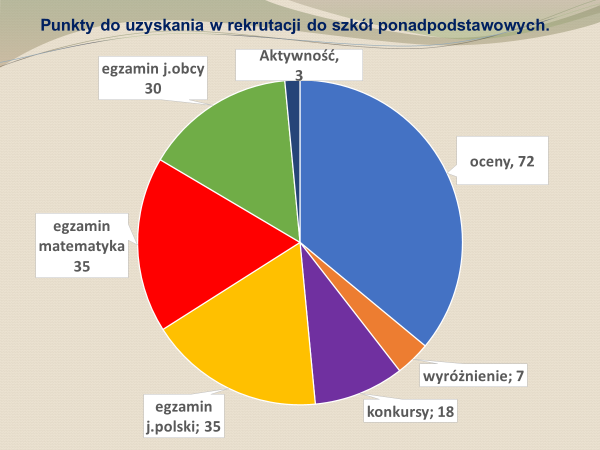 Punkty do uzyskania w rekrutacji do szkół ponadpodstawowych.
Aktywność,
3
egzamin j.obcy
30
oceny, 72
egzamin
matematyka
35
wyróżnienie; 7
konkursy; 18
egzamin
j.polski; 35